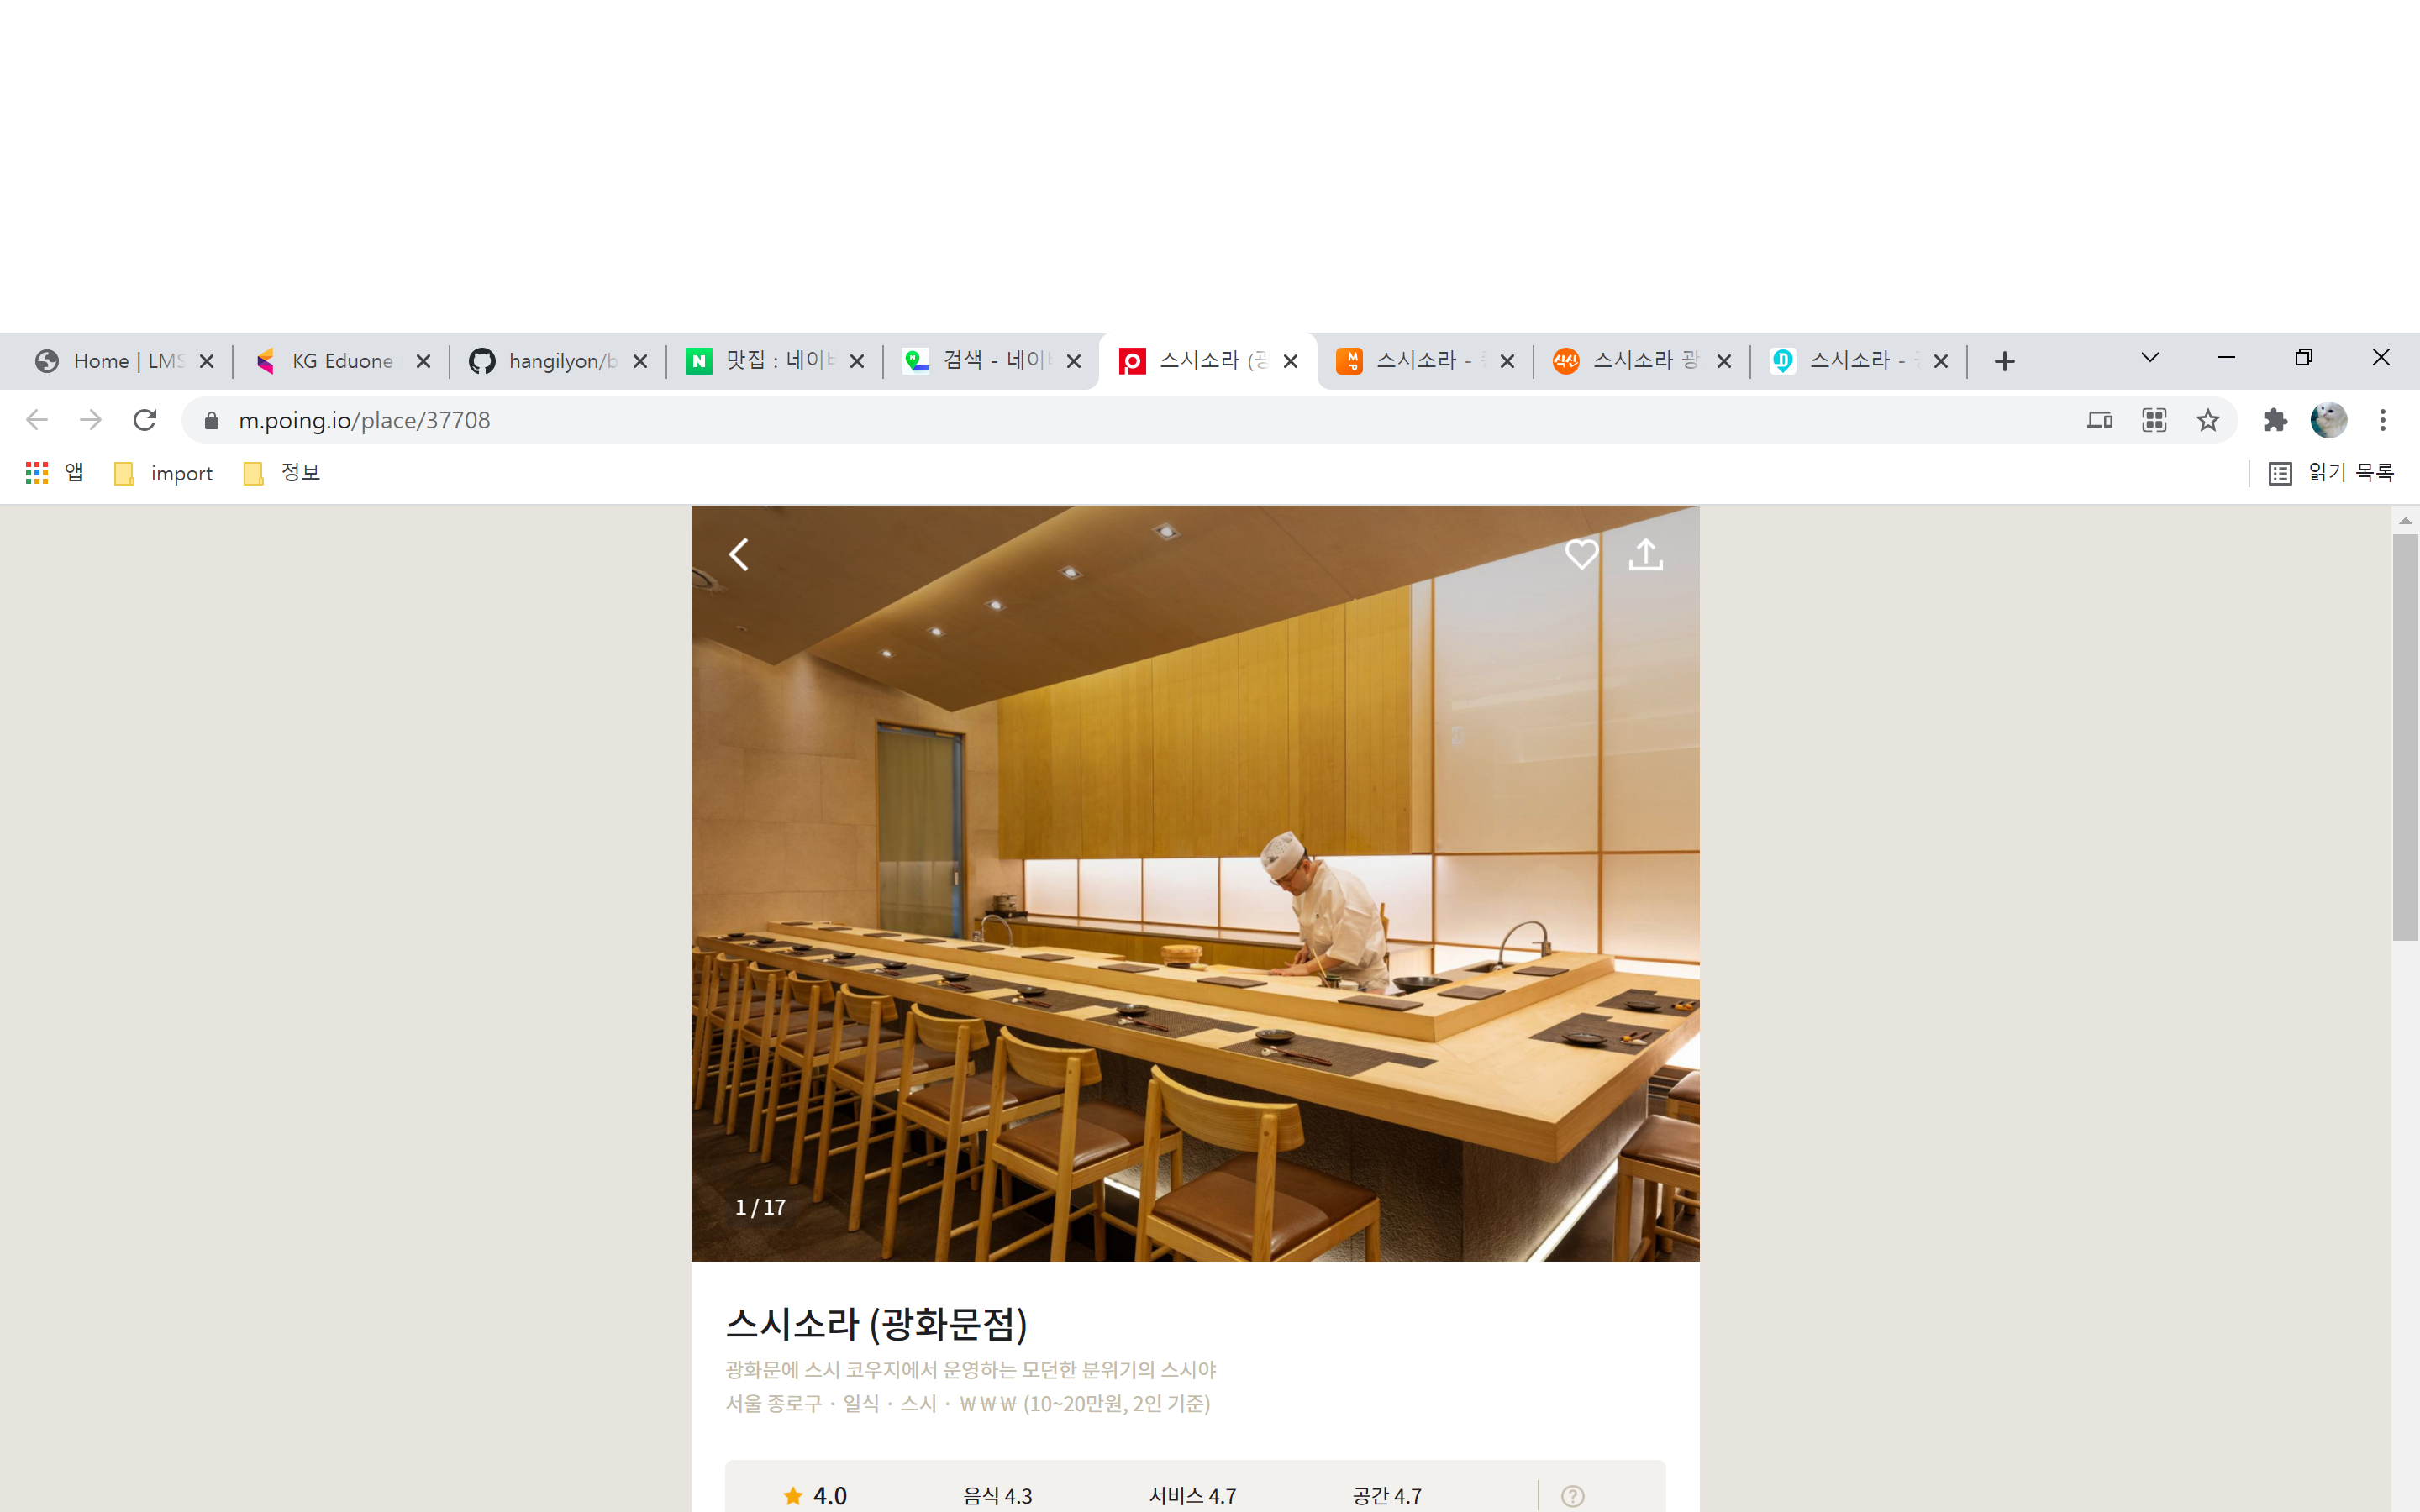 Home | LMS
KG Eduone
hangilyon/b
맛집 : 네이버
검색 - 네이버
스시소라 (광
스시소라 -
스시소라 광
스시소라 -
m.poing.io/place/37708
앱
import
정보
읽기 목록
1 / 17
스시소라 (광화문점)
광화문에 스시 코우지에서 운영하는 모던한 분위기의 스시야
서울 종로구 · 일식 · 스시 · ₩₩₩ (10~20만원, 2인 기준)
4.0 음식 4.3 서비스 4.7 공간 4.7